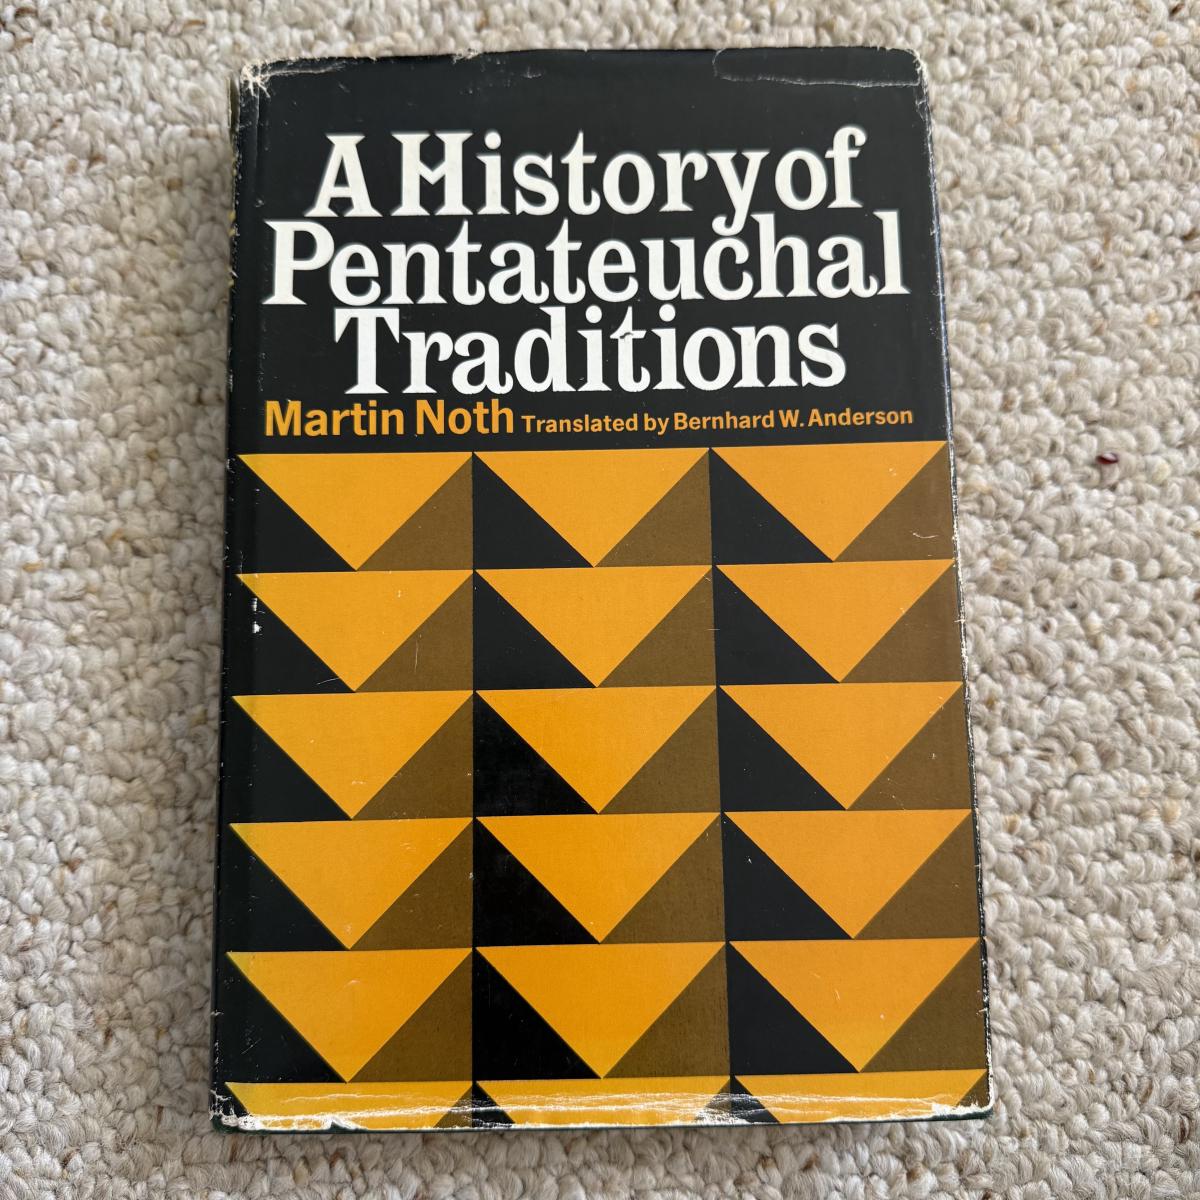 A History of
Pentateuchal
Traditions
Martin Noth Translated by Bernhard W. Anderson